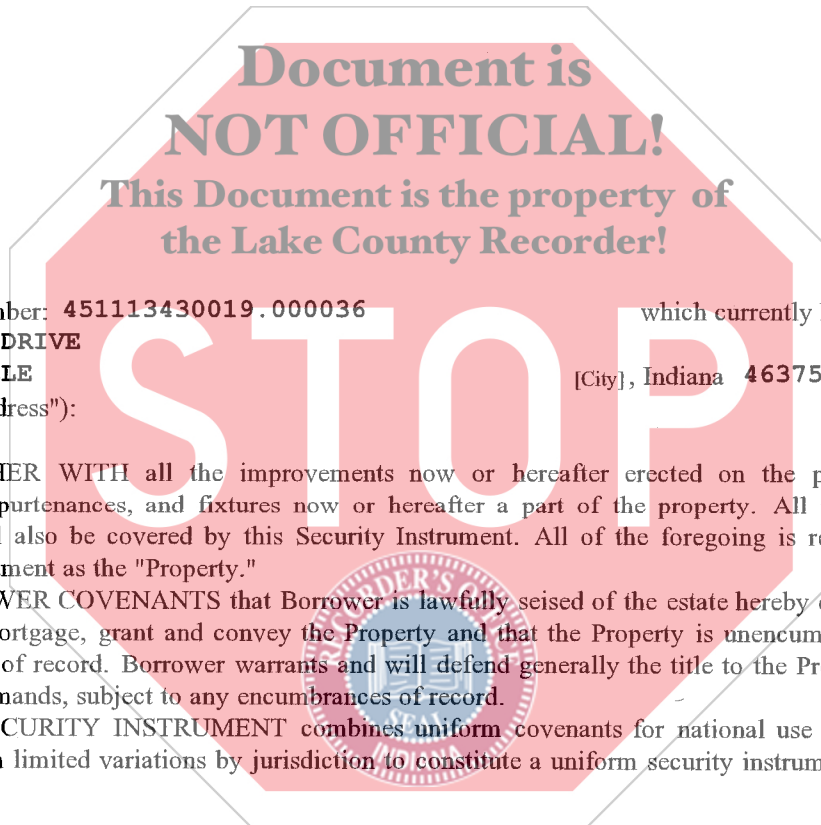 Document is
NOT OFFICIAL!
This Document is the property of
the Lake County Recorder!
STOP
nber: 451113430019.000036 which currently
DRIVE
LE [City], Indiana 46375
dress"):
HER WITH all the improvements now or hereafter erected on the p
purtenances, and fixtures now or hereafter a part of the property. All
l also be covered by this Security Instrument. All of the foregoing is re
ment as the "Property."
WER COVENANTS that Borrower is lawfully seised of the estate hereby
ortgage, grant and convey the Property and that the Property is unencum
of record. Borrower warrants and will defend generally the title to the Pr
mands, subject to any encumbrances of record.
CURITY INSTRUMENT combines uniform covenants for national use
limited variations by jurisdiction to constitute a uniform security instrum
RECORDER'S OFFICE
SEAL
INDIANA